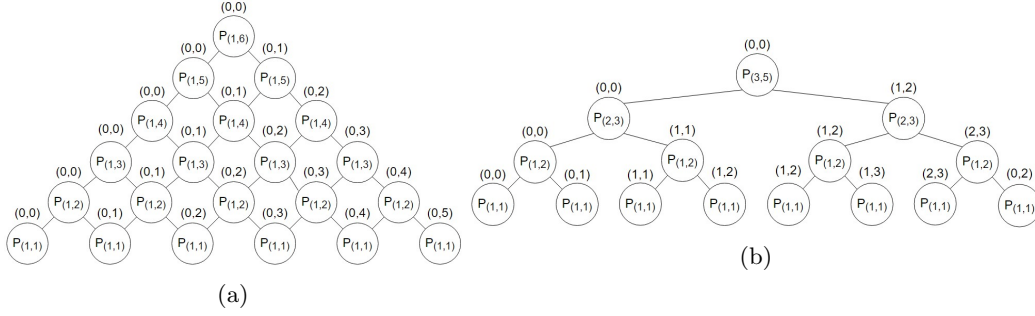 (0,0)
P(1,6)
(0,0) (0,1)
P(1,5) P(1,5)
(0,0) (0,1) (0,2)
P(1,4) P(1,4) P(1,4)
(0,0) (0,1) (0,2) (0,3)
P(1,3) P(1,3) P(1,3) P(1,3)
(0,0) (0,1) (0,2) (0,3) (0,4)
P(1,2) P(1,2) P(1,2) P(1,2) P(1,2)
(0,0) (0,1) (0,2) (0,3) (0,4) (0,5)
P(1,1) P(1,1) P(1,1) P(1,1) P(1,1) P(1,1)
(a)
(0,0)
P(3,5)
(0,0) (1,2)
P(2,3) P(2,3)
(0,0) (1,1) (1,2) (2,3)
P(1,2) P(1,2) P(1,2) P(1,2)
(0,0) (0,1) (1,1) (1,2) (1,2) (1,3) (2,3) (0,2)
P(1,1) P(1,1) P(1,1) P(1,1) P(1,1) P(1,1) P(1,1) P(1,1)
(b)